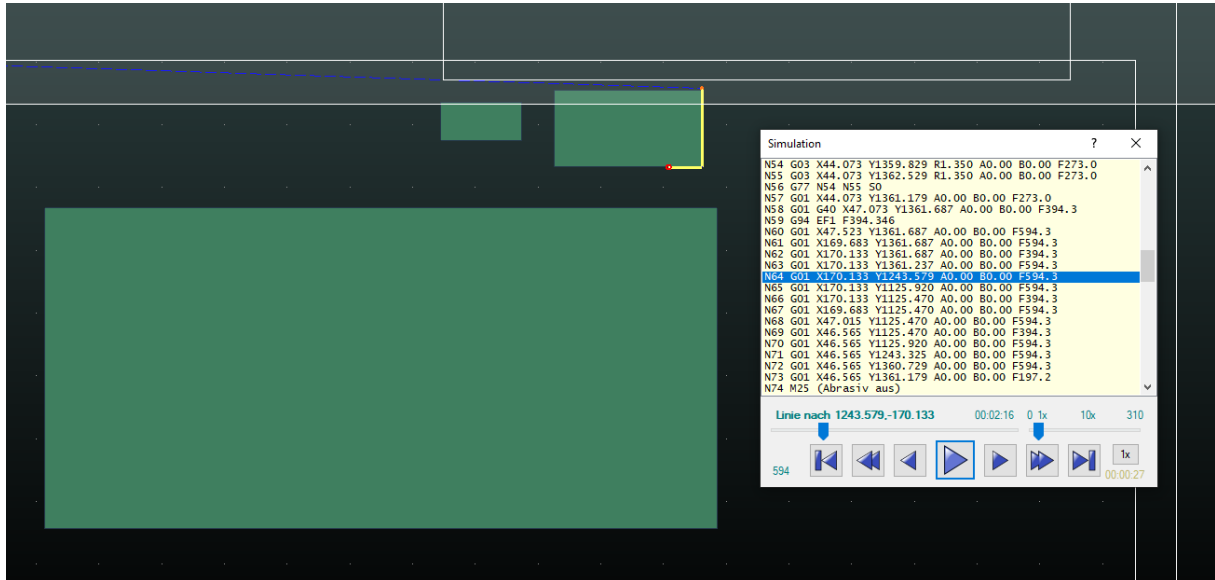 Simulation ? ×
N54 G03 X44.073 Y1359.829 R1.350 A0.00 B0.00 F273.0
N55 G03 X44.073 Y1362.529 R1.350 A0.00 B0.00 F273.0
N56 G77 N54 N55 S0
N57 G01 X44.073 Y1361.179 A0.00 B0.00 F273.0
N58 G01 G40 X47.073 Y1361.687 A0.00 B0.00 F394.3
N59 G94 EF1 F394.346
N60 G01 X47.523 Y1361.687 A0.00 B0.00 F594.3
N61 G01 X169.683 Y1361.687 A0.00 B0.00 F594.3
N62 G01 X170.133 Y1361.687 A0.00 B0.00 F394.3
N63 G01 X170.133 Y1361.237 A0.00 B0.00 F594.3
N64 G01 X170.133 Y1243.579 A0.00 B0.00 F594.3
N65 G01 X170.133 Y1125.920 A0.00 B0.00 F594.3
N66 G01 X170.133 Y1125.470 A0.00 B0.00 F394.3
N67 G01 X169.683 Y1125.470 A0.00 B0.00 F594.3
N68 G01 X47.015 Y1125.470 A0.00 B0.00 F594.3
N69 G01 X46.565 Y1125.470 A0.00 B0.00 F394.3
N70 G01 X46.565 Y1125.920 A0.00 B0.00 F594.3
N71 G01 X46.565 Y1243.325 A0.00 B0.00 F594.3
N72 G01 X46.565 Y1360.729 A0.00 B0.00 F594.3
N73 G01 X46.565 Y1361.179 A0.00 B0.00 F197.2
N74 M25 (Abrasiv aus)
Linie nach 1243.579,-170.133 00:02:16 0 1x 10x 310
594 1x
00:00:27